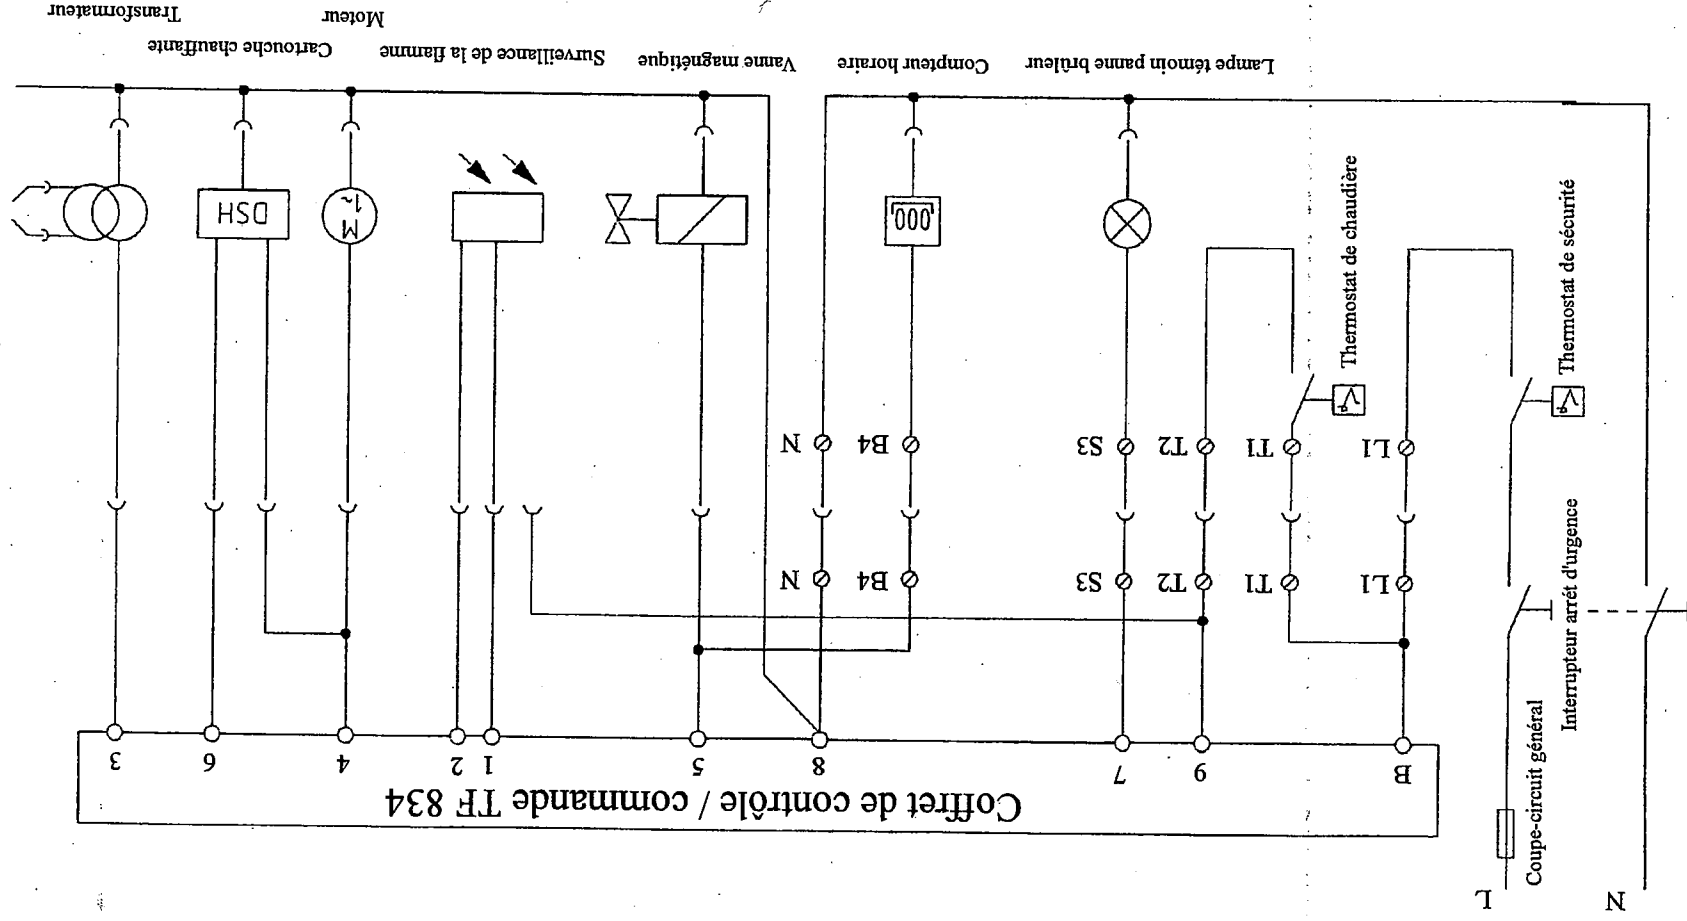 N
L
Coupe-circuit général
Interrupteur arrét d'urgence
Thermostat de sécurité
Thermostat de chaudière
Coffret de contrôle / commande TF 834
B 9 7 8 5 1 2 4 6 3
L1 T1 T2 S3 B4 N
L1 T1 T2 S3 B4 N
000
M
1~
DSH
Lampe témoin panne brûleur
Compteur horaire
Vanne magnétique
Surveillance de la flamme
Moteur
Cartouche chauffante
Transformateur